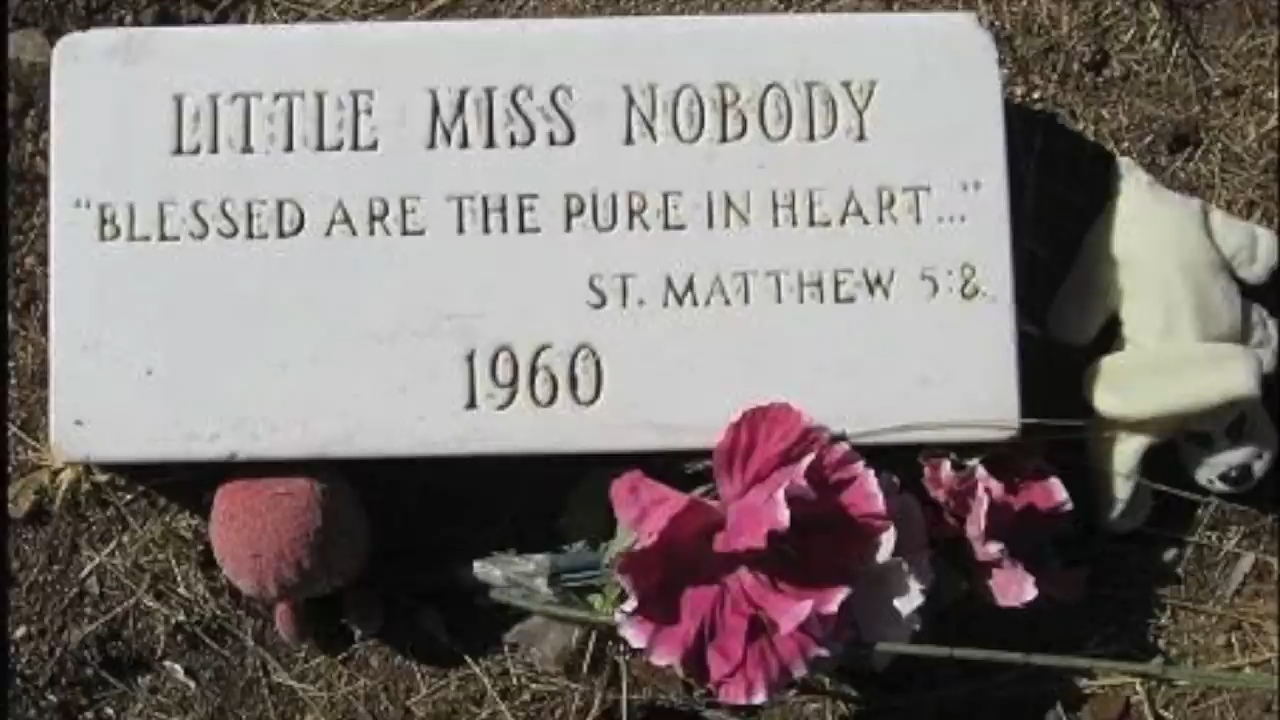 LITTLE MISS NOBODY
"BLESSED ARE THE PURE IN HEART..."
ST. MATTHEW 5:8.
1960